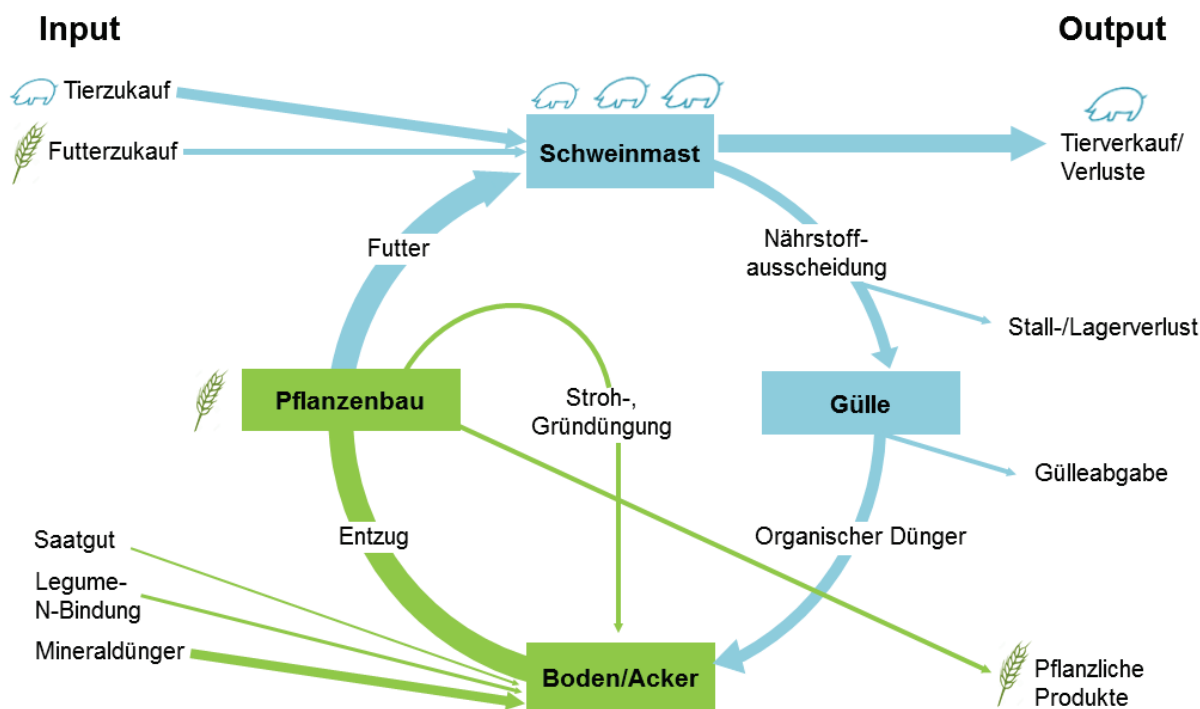 Input
Output
Tierzukauf
Futterzukauf
Schweinmast
Tierverkauf/
Verluste
Futter
Nährstoff-
ausscheidung
Stall-/Lagerverlust
Pflanzenbau
Stroh-,
Gründüngung
Gülle
Gülleabgabe
Entzug
Organischer Dünger
Saatgut
Legume-
N-Bindung
Mineraldünger
Boden/Acker
Pflanzliche
Produkte